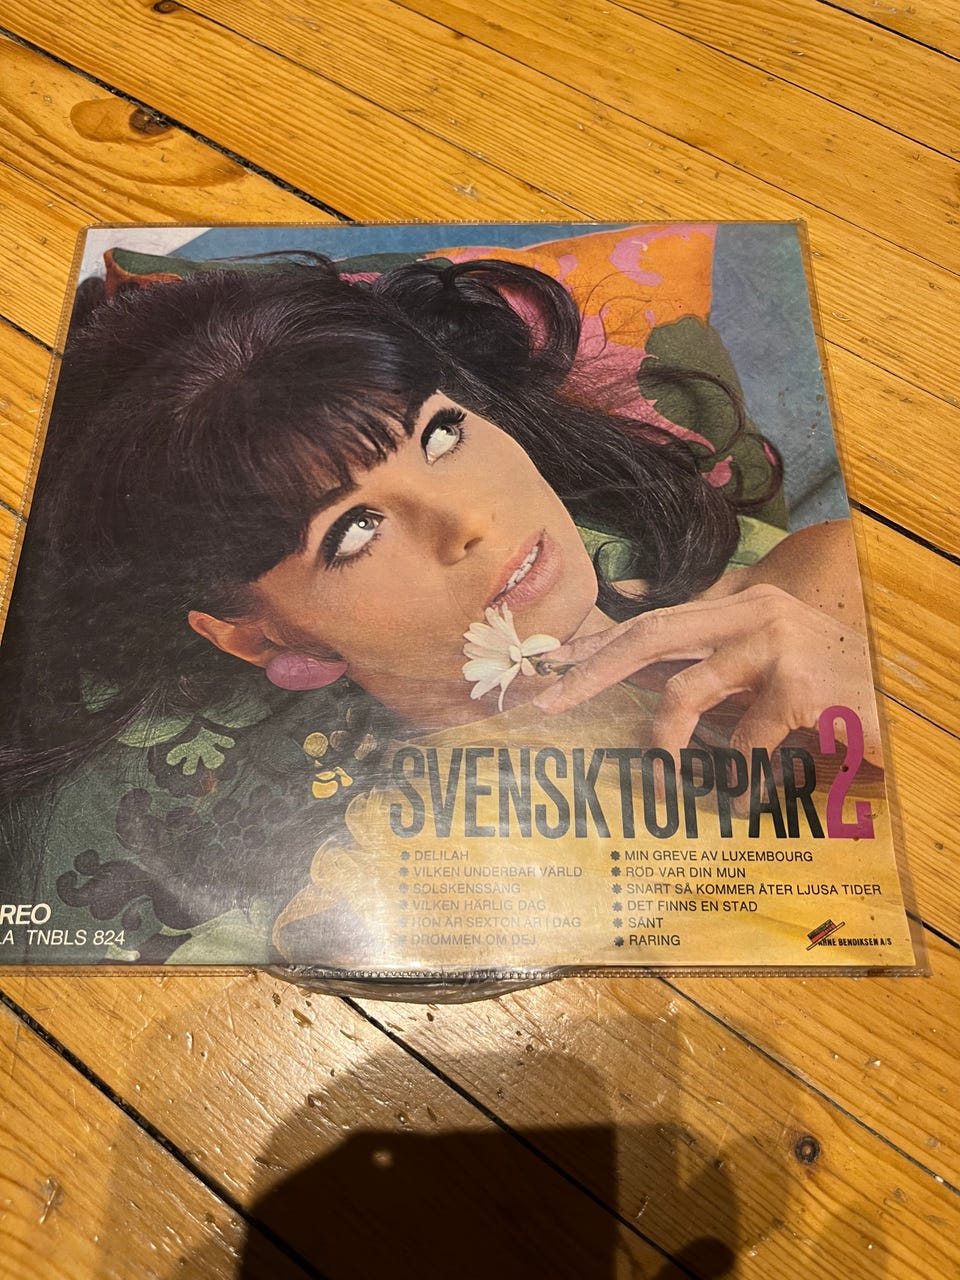 SVENSKTOPPAR 2
DELILAH
VILKEN UNDERBAR VÄRLD
SOLSKENSSÅNG
VILKEN HÄRLIG DAG
HON ÄR SEXTON ÅR I DAG
DRÖMMEN OM DEJ
MIN GREVE AV LUXEMBOURG
RÖD VAR DIN MUN
SNART SÅ KOMMER ÅTER LJUSA TIDER
DET FINNS EN STAD
SÅNT
RARING
REO
LA TNBLS 824
ARNE BENDIKSEN A/S